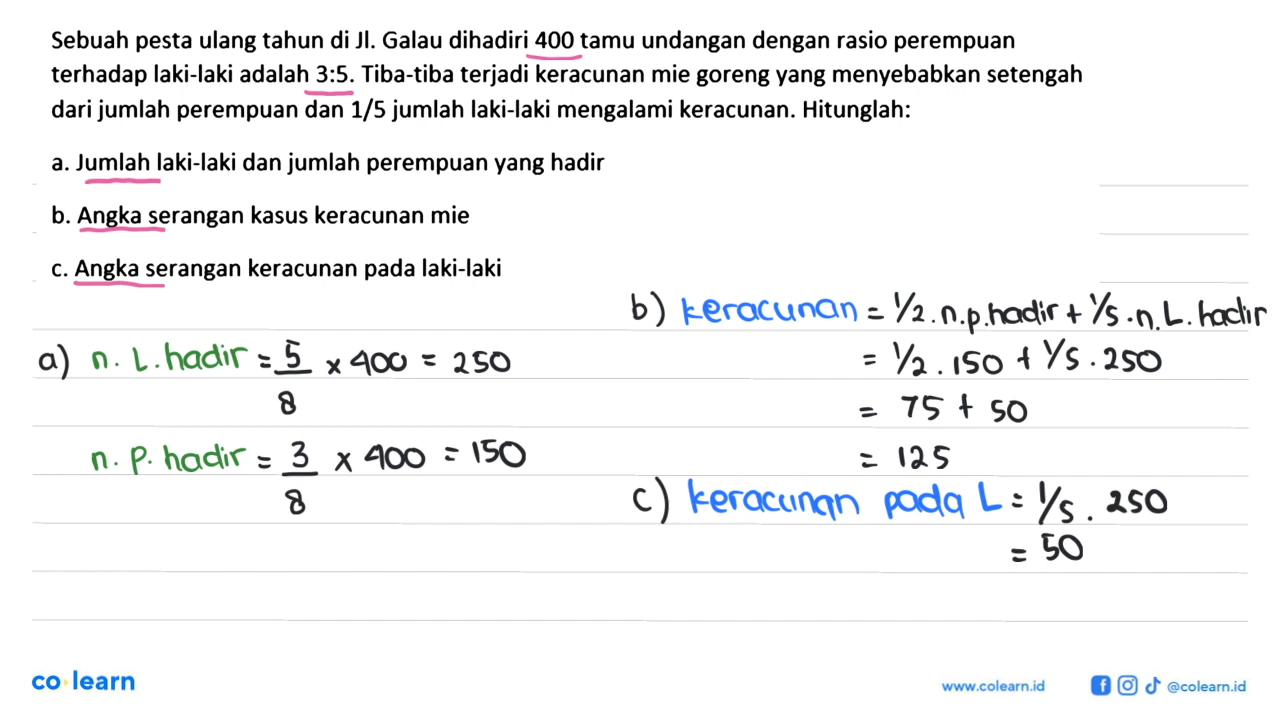 Sebuah pesta ulang tahun di Jl. Galau dihadiri 400 tamu undangan dengan rasio perempuan
terhadap laki-laki adalah 3:5. Tiba-tiba terjadi keracunan mie goreng yang menyebabkan setengah
dari jumlah perempuan dan 1/5 jumlah laki-laki mengalami keracunan. Hitunglah:
a. Jumlah laki-laki dan jumlah perempuan yang hadir
b. Angka serangan kasus keracunan mie
c. Angka serangan keracunan pada laki-laki
a) n. L. hadir = 5/8 x 400 = 250
n. p. hadir = 3/8 x 400 = 150
b) keracunan = 1/2 . n.p.hadir + 1/5 . n. L. hadir
= 1/2 . 150 + 1/5 . 250
= 75 + 50
= 125
c) keracunan pada L = 1/5 . 250
= 50
co learn
www.colearn.id
@colearn.id